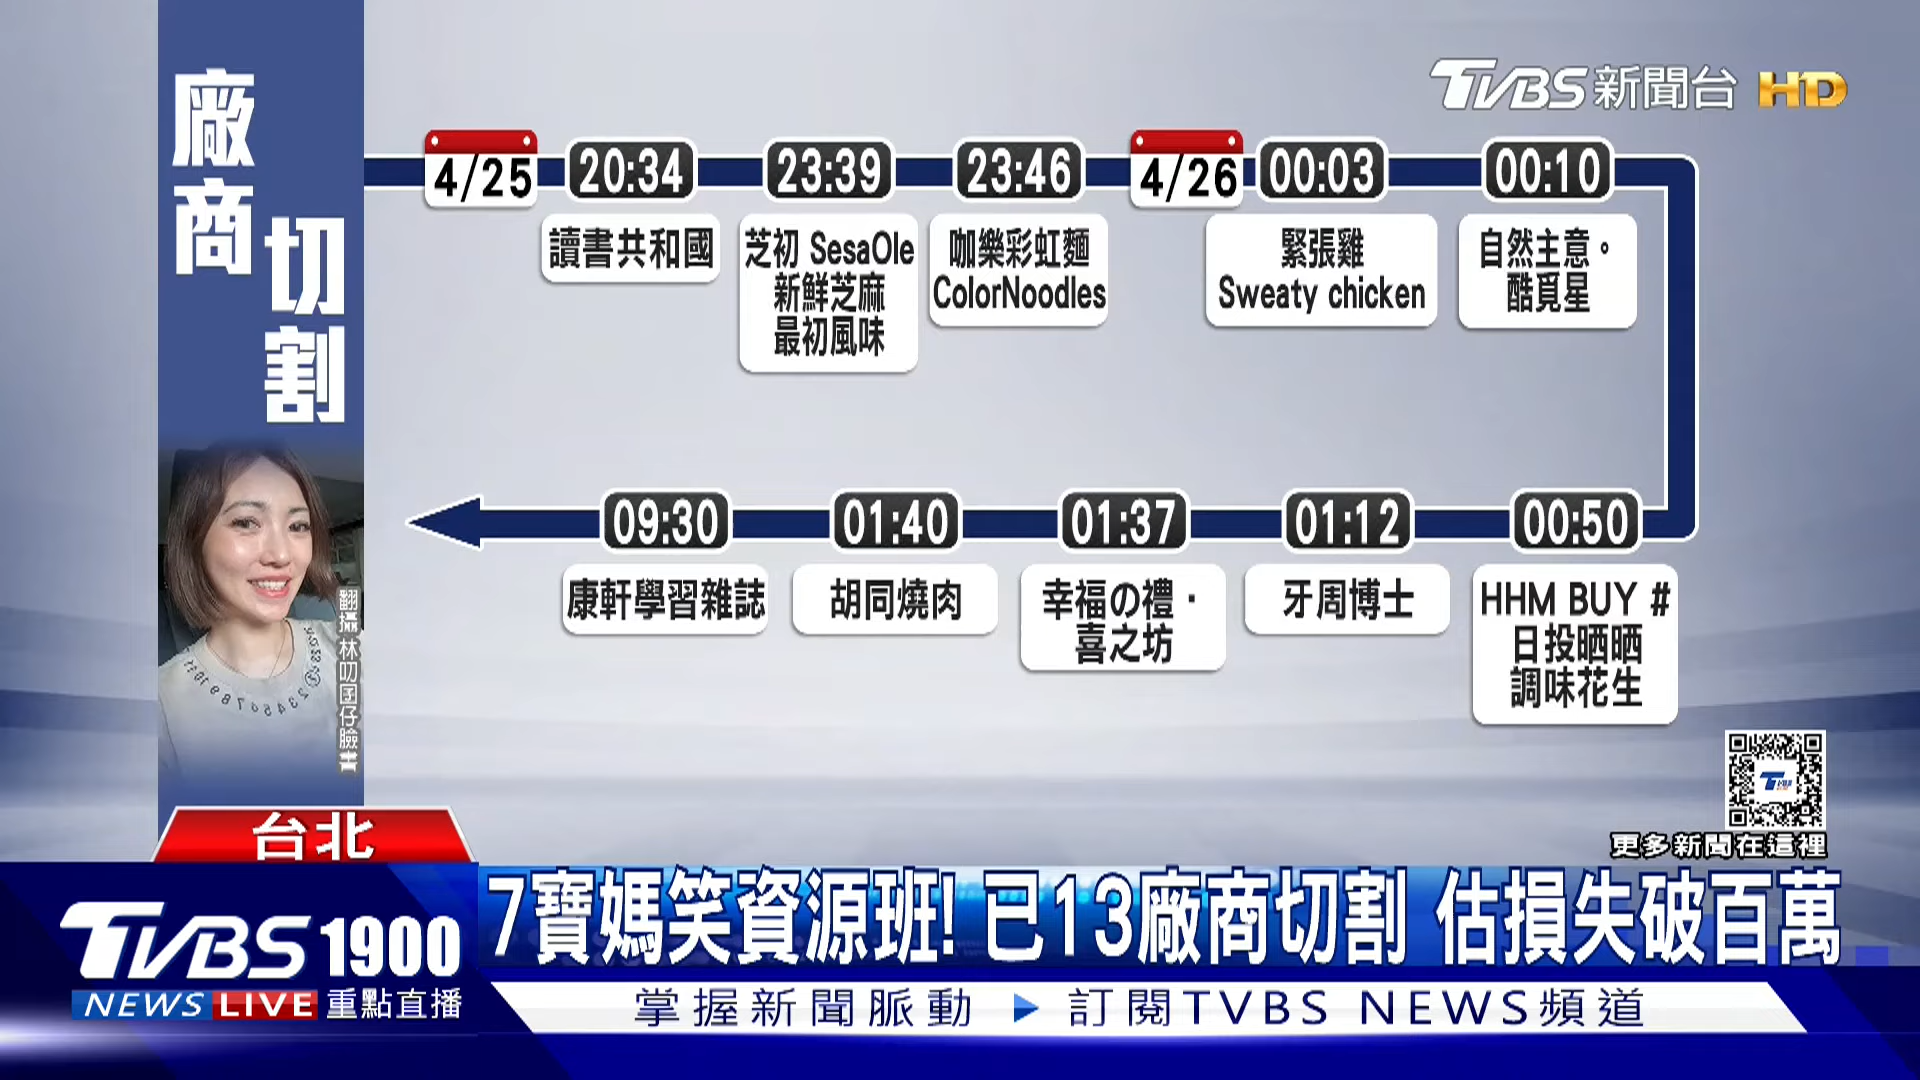 廠商
切割
TVBS新聞台 HD
4/25
20:34
讀書共和國
23:39
芝初 SesaOle
新鮮芝麻
最初風味
23:46
咖樂彩虹麵
ColorNoodles
4/26
00:03
緊張雞
Sweaty chicken
00:10
自然主意。
酷覓星
00:50
HHM BUY #
日投晒晒
調味花生
01:12
牙周博士
01:37
幸福の禮·
喜之坊
01:40
胡同燒肉
09:30
康軒學習雜誌
翻攝 林叨囝仔臉書
更多新聞在這裡
台北
7寶媽笑資源班! 已13廠商切割 估損失破百萬
TVBS 1900
NEWS LIVE 重點直播
掌握新聞脈動 ▶ 訂閱TVBS NEWS頻道